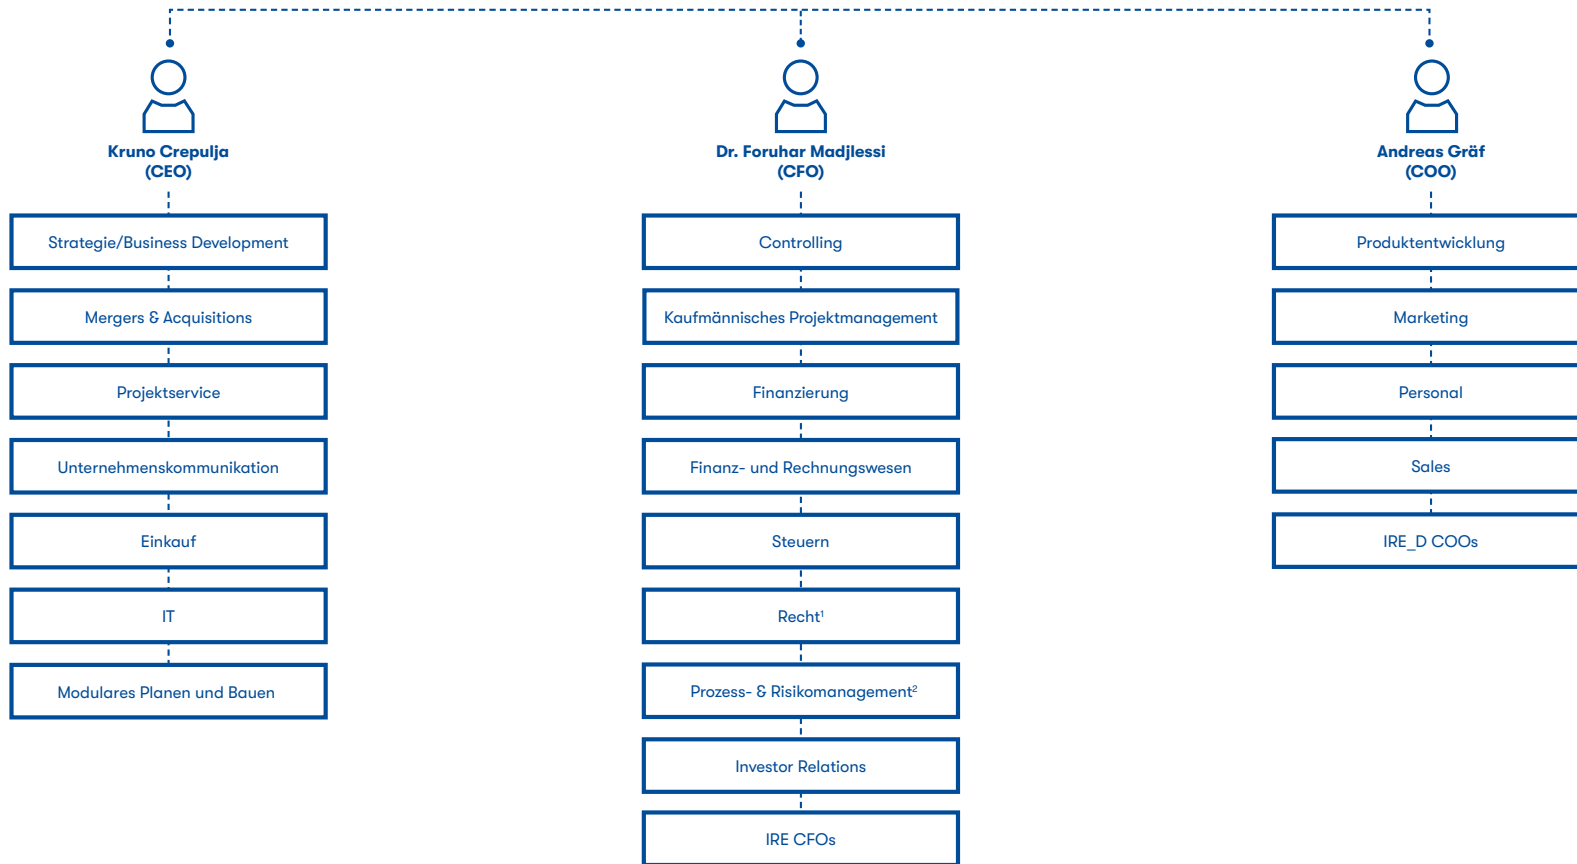 Kruno Crepulja
(CEO)
Strategie/Business Development
Mergers & Acquisitions
Projektservice
Unternehmenskommunikation
Einkauf
IT
Modulares Planen und Bauen
Dr. Foruhar Madjlessi
(CFO)
Controlling
Kaufmännisches Projektmanagement
Finanzierung
Finanz- und Rechnungswesen
Steuern
Recht¹
Prozess- & Risikomanagement²
Investor Relations
IRE CFOs
Andreas Gräf
(COO)
Produktentwicklung
Marketing
Personal
Sales
IRE_D COOs